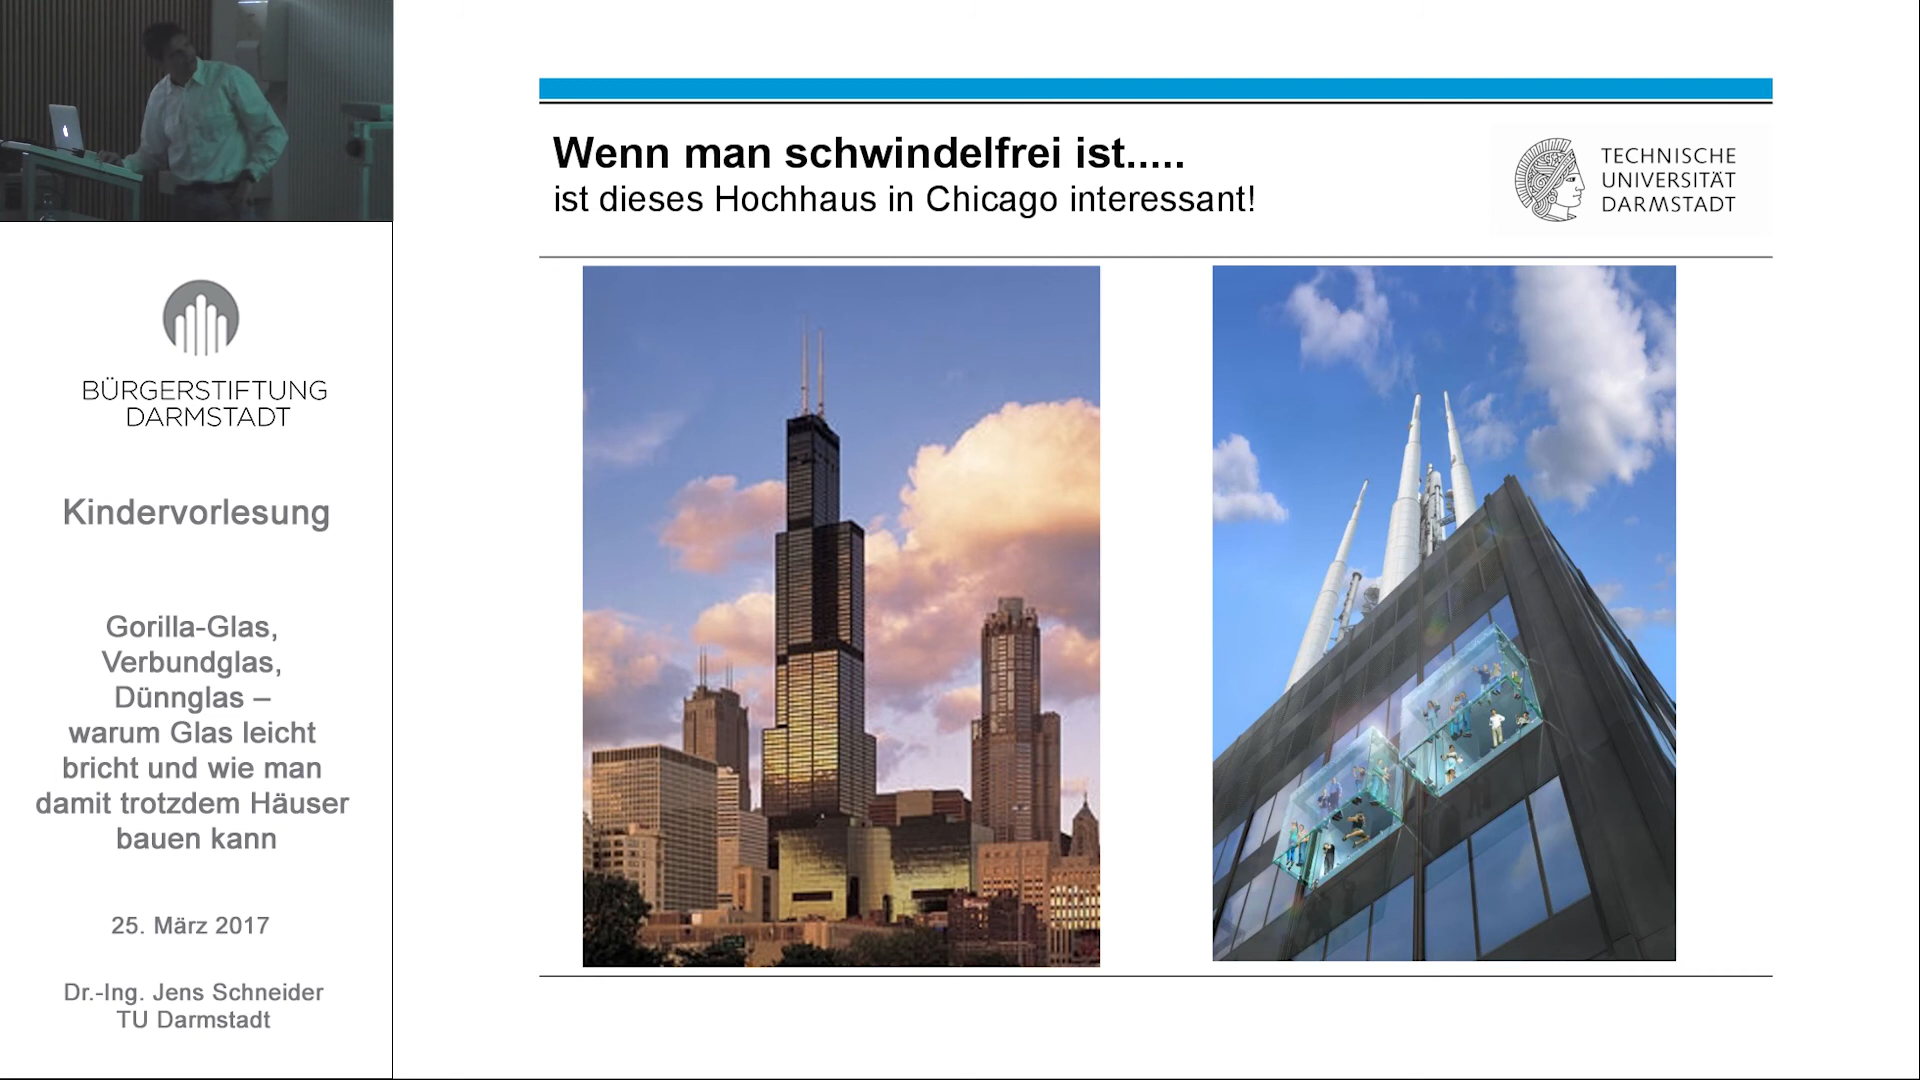 Wenn man schwindelfrei ist.....
ist dieses Hochhaus in Chicago interessant!
TECHNISCHE
UNIVERSITÄT
DARMSTADT
BÜRGERSTIFTUNG
DARMSTADT
Kindervorlesung
Gorilla-Glas,
Verbundglas,
Dünnglas –
warum Glas leicht
bricht und wie man
damit trotzdem Häuser
bauen kann
25. März 2017
Dr.-Ing. Jens Schneider
TU Darmstadt